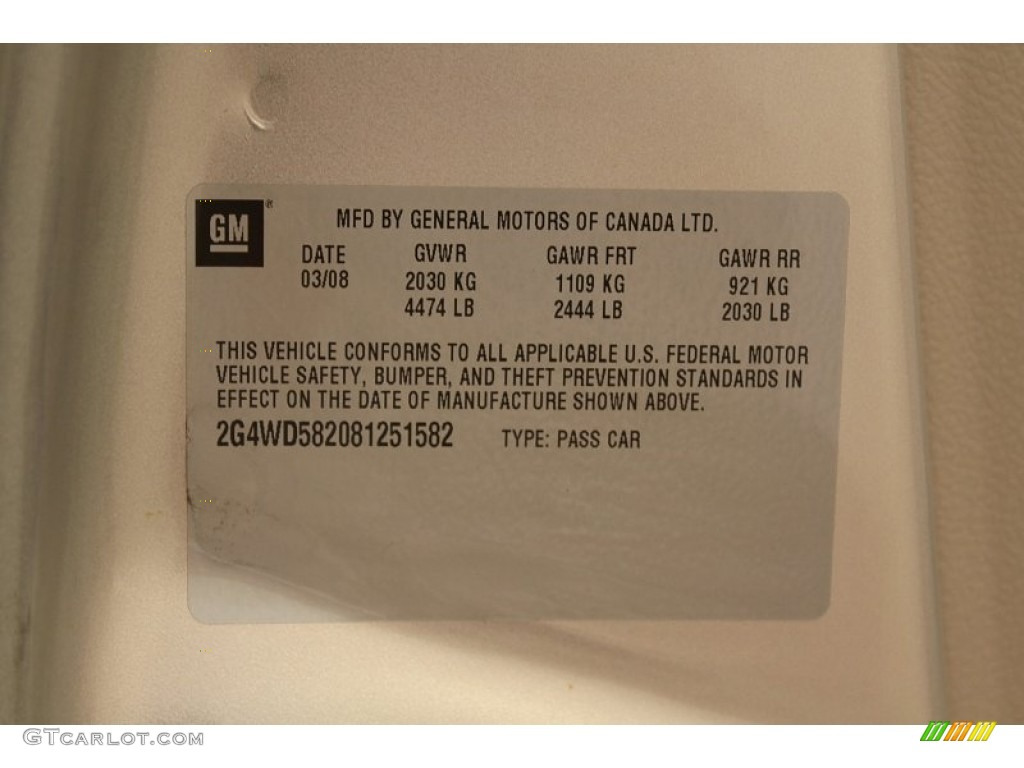 GM®
MFD BY GENERAL MOTORS OF CANADA LTD.
DATE GVWR GAWR FRT GAWR RR
03/08 2030 KG 1109 KG 921 KG
4474 LB 2444 LB 2030 LB
THIS VEHICLE CONFORMS TO ALL APPLICABLE U.S. FEDERAL MOTOR
VEHICLE SAFETY, BUMPER, AND THEFT PREVENTION STANDARDS IN
EFFECT ON THE DATE OF MANUFACTURE SHOWN ABOVE.
2G4WD582081251582 TYPE: PASS CAR
GTCARLOT.COM